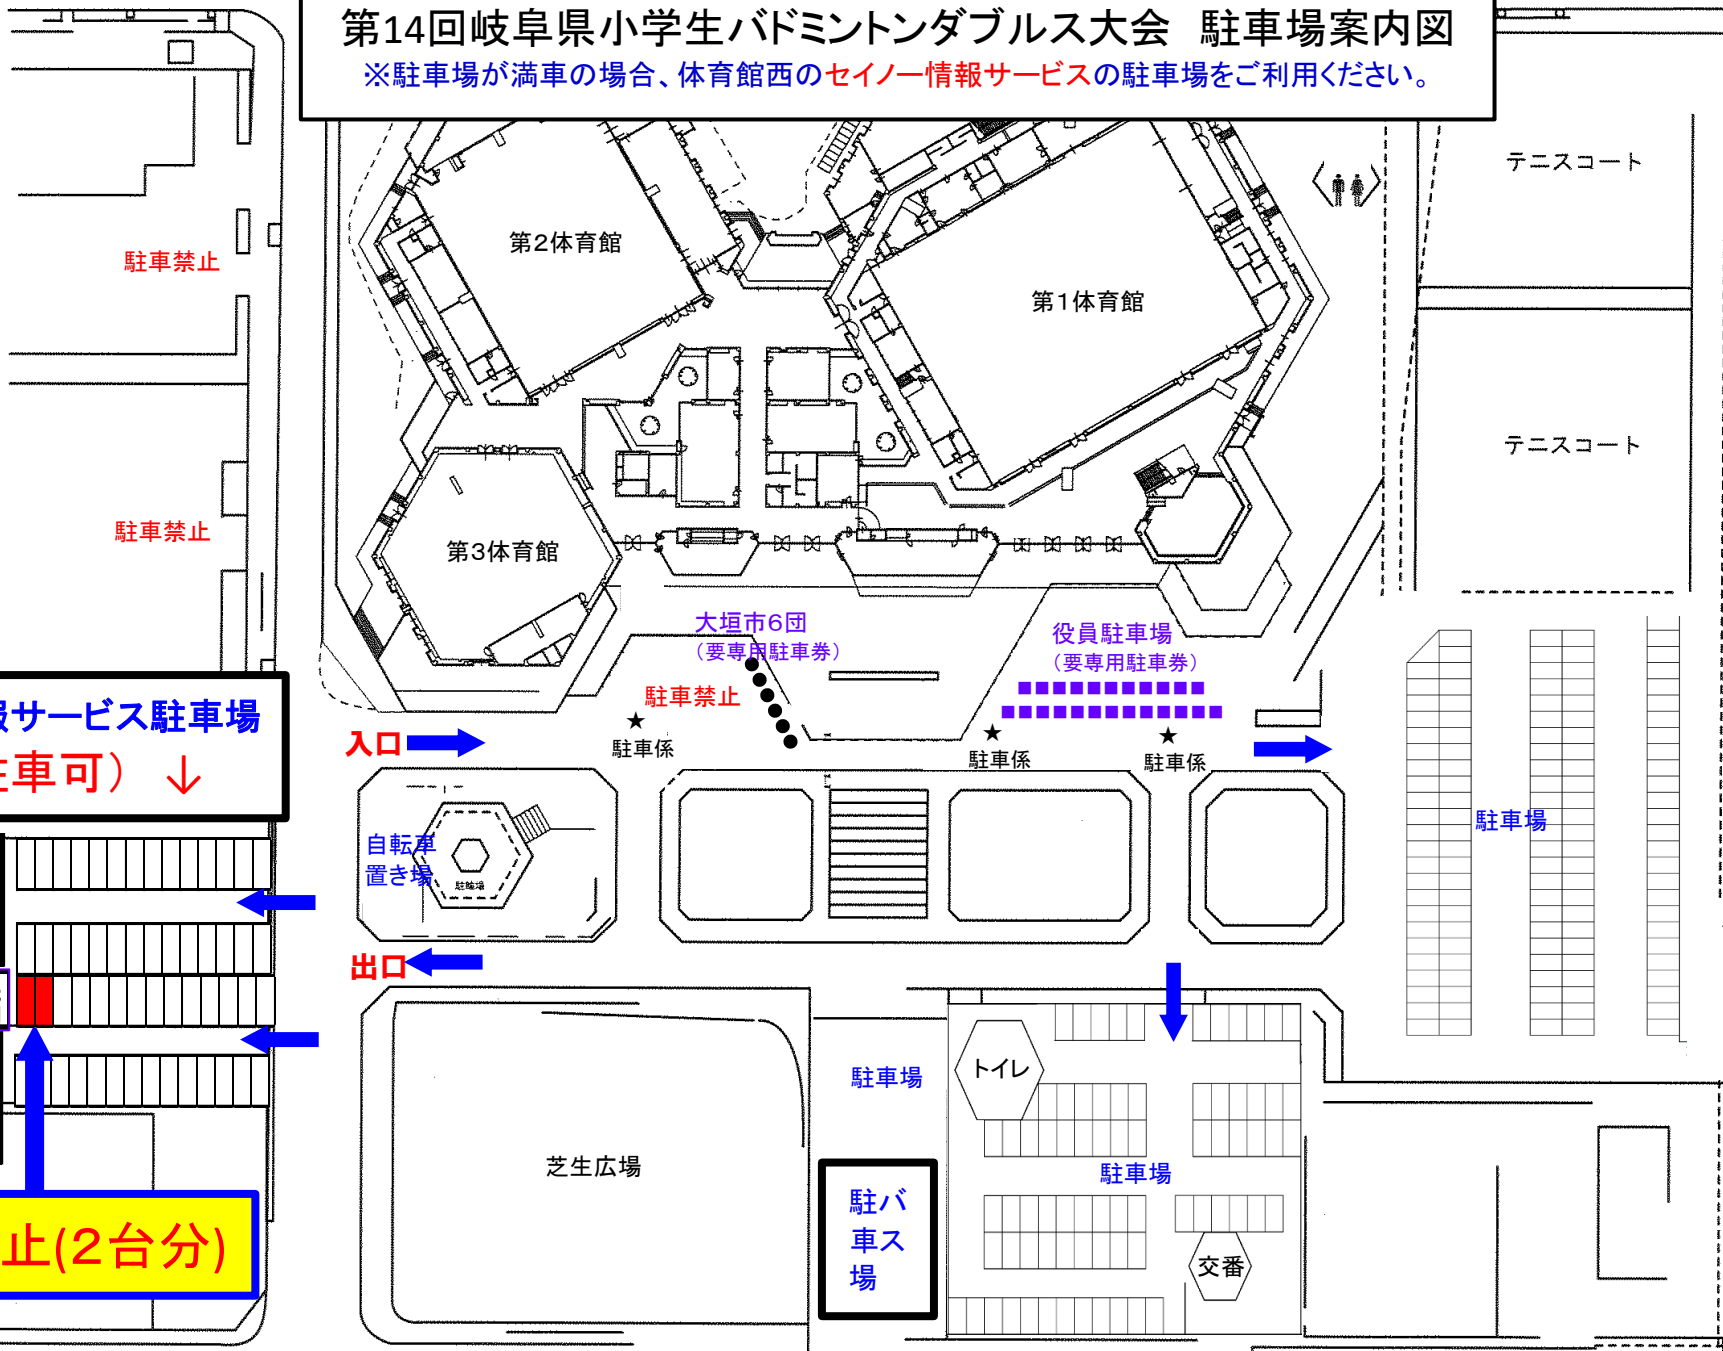 第14回岐阜県小学生バドミントンダブルス大会 駐車場案内図
※駐車場が満車の場合、体育館西のセイノー情報サービスの駐車場をご利用ください。
テニスコート
第2体育館
駐車禁止
第1体育館
テニスコート
駐車禁止
第3体育館
大垣市6団
（要専用駐車券）
役員駐車場
（要専用駐車券）
駐車禁止
報サービス駐車場
駐車可） ↓
入口
★
駐車係
★
駐車係
★
駐車係
駐車場
自転車
置き場
駐輪場
出口
トイレ
駐車場
芝生広場
駐車場
駐バ
車ス
場
止(2台分)
交番